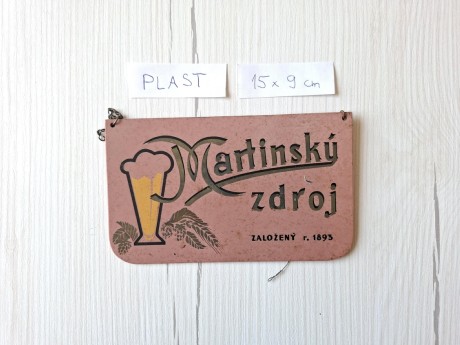 PLAST
15 x 9 cm
Martinský
zdroj
ZALOŽENÝ r. 1893